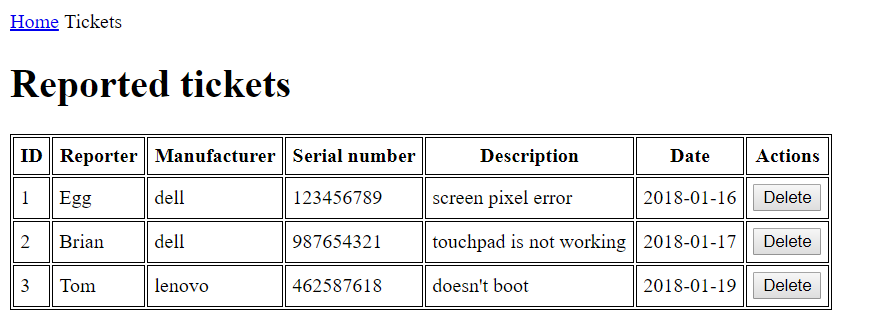 Home Tickets
Reported tickets
ID Reporter Manufacturer Serial number Description Date Actions
1 Egg dell 123456789 screen pixel error 2018-01-16 Delete
2 Brian dell 987654321 touchpad is not working 2018-01-17 Delete
3 Tom lenovo 462587618 doesn't boot 2018-01-19 Delete